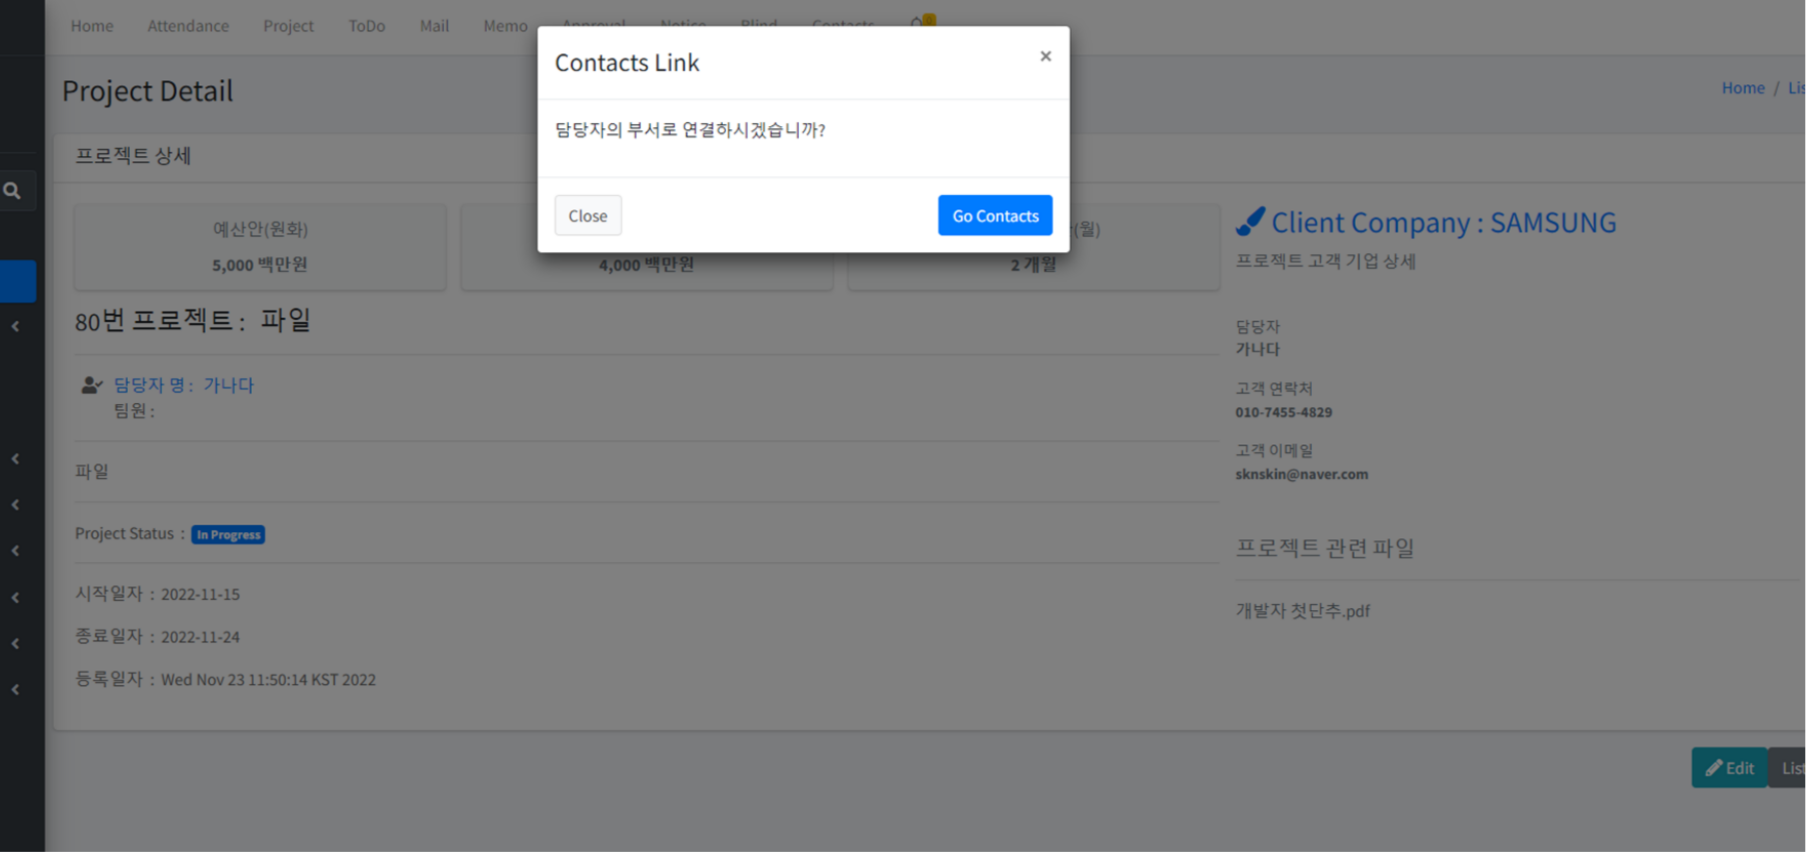 Home Attendance Project ToDo Mail Memo Approval Notice Blind Contacts
Contacts Link ×
담당자의 부서로 연결하시겠습니까?
Close Go Contacts
Project Detail
Home /
프로젝트 상세
예산안(원화)
5,000 백만원
4,000 백만원
(월)
2 개월
80번 프로젝트 : 파일
담당자 명 : 가나다
팀원 :
파일
Project Status : In Progress
시작일자 : 2022-11-15
종료일자 : 2022-11-24
등록일자 : Wed Nov 23 11:50:14 KST 2022
Client Company : SAMSUNG
프로젝트 고객 기업 상세
담당자
가나다
고객 연락처
010-7455-4829
고객 이메일
sknskin@naver.com
프로젝트 관련 파일
개발자 첫단추.pdf
Edit List